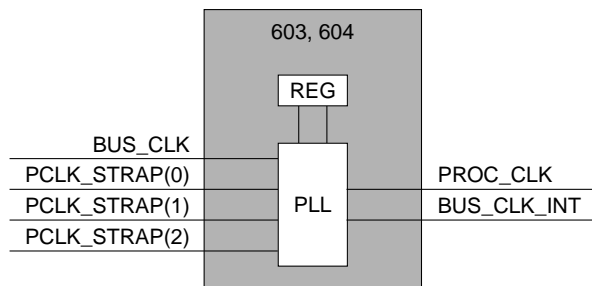 603, 604
REG
BUS_CLK
PCLK_STRAP(0)
PROC_CLK
PCLK_STRAP(1)
PLL
BUS_CLK_INT
PCLK_STRAP(2)